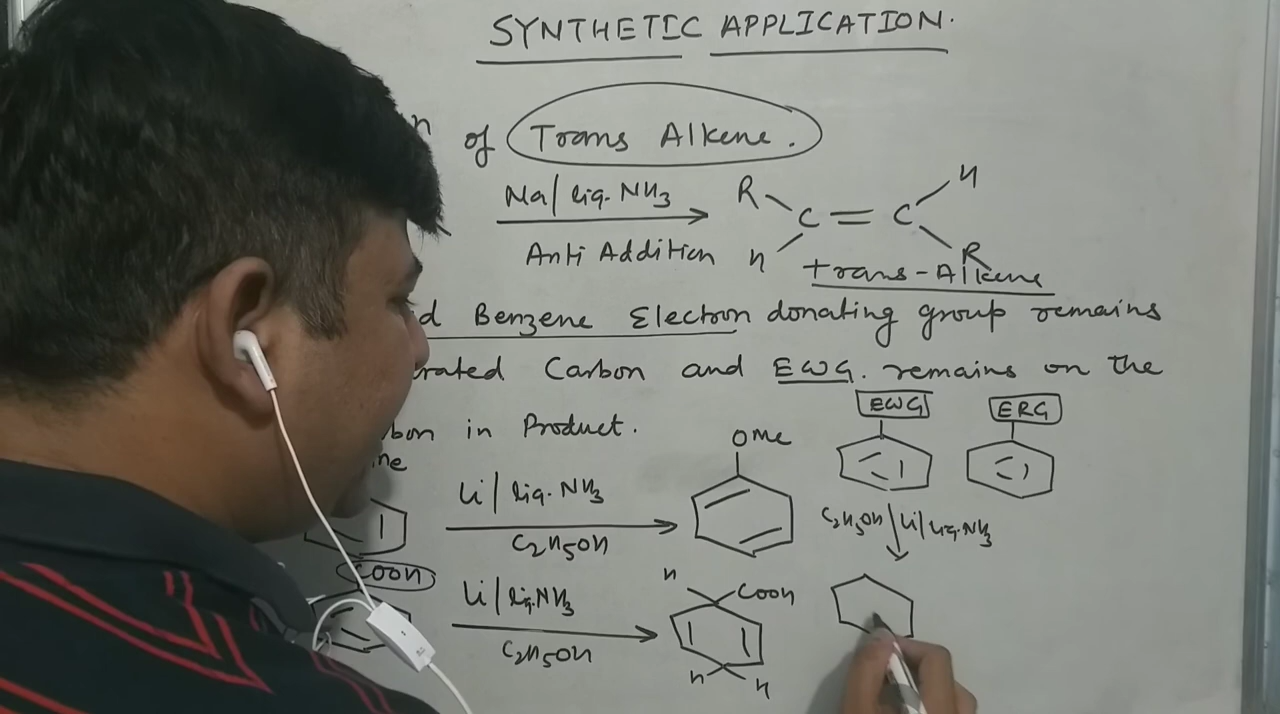 SYNTHETIC APPLICATION.
n of Trans Alkene.
Na/liq. NH3
Anti Addition
R
H
C = C
H
R
trans-Alkene
d Benzene Electron donating group remains
rated Carbon and EWG. remains on the
bon in Product.
EWG
ERG
me
Li/liq. NH3
C2H5OH
OMe
C2H5OH
Li/liq. NH3
COOH
Li/liq. NH3
C2H5OH
H
COOH
H
H